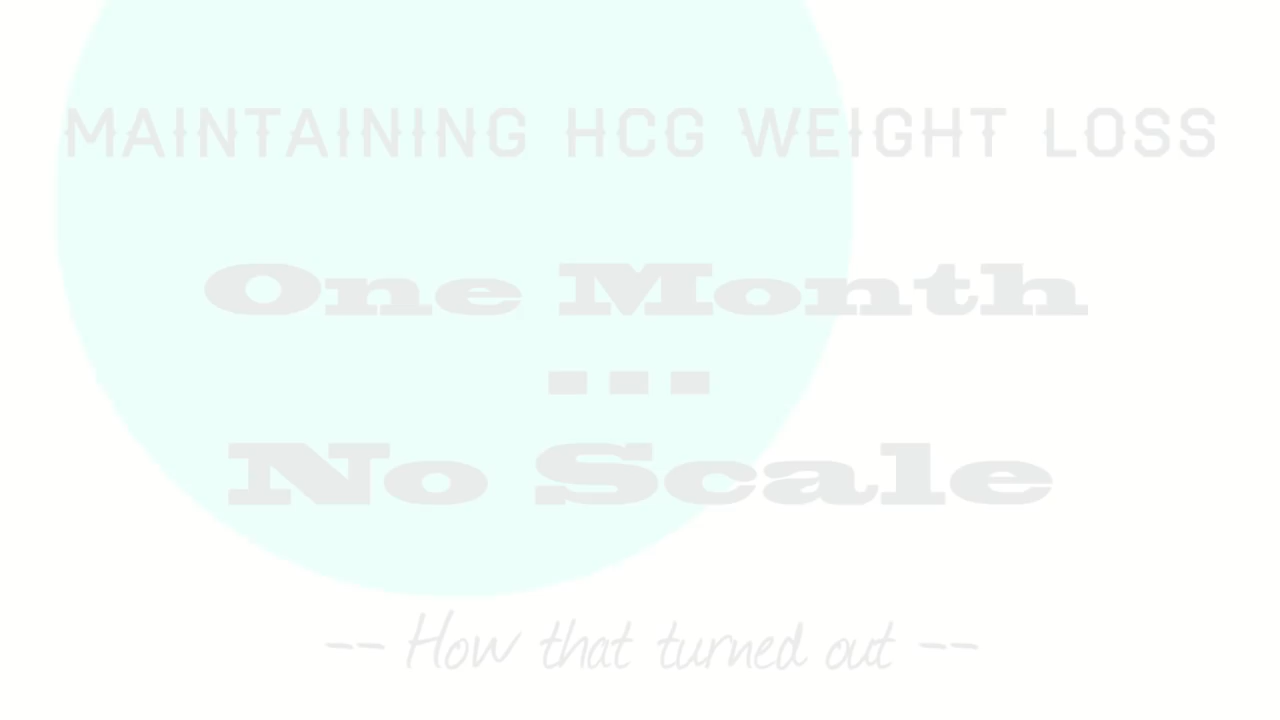 MAINTAINING HCG WEIGHT LOSS
One Month
...
No Scale
-- How that turned out --